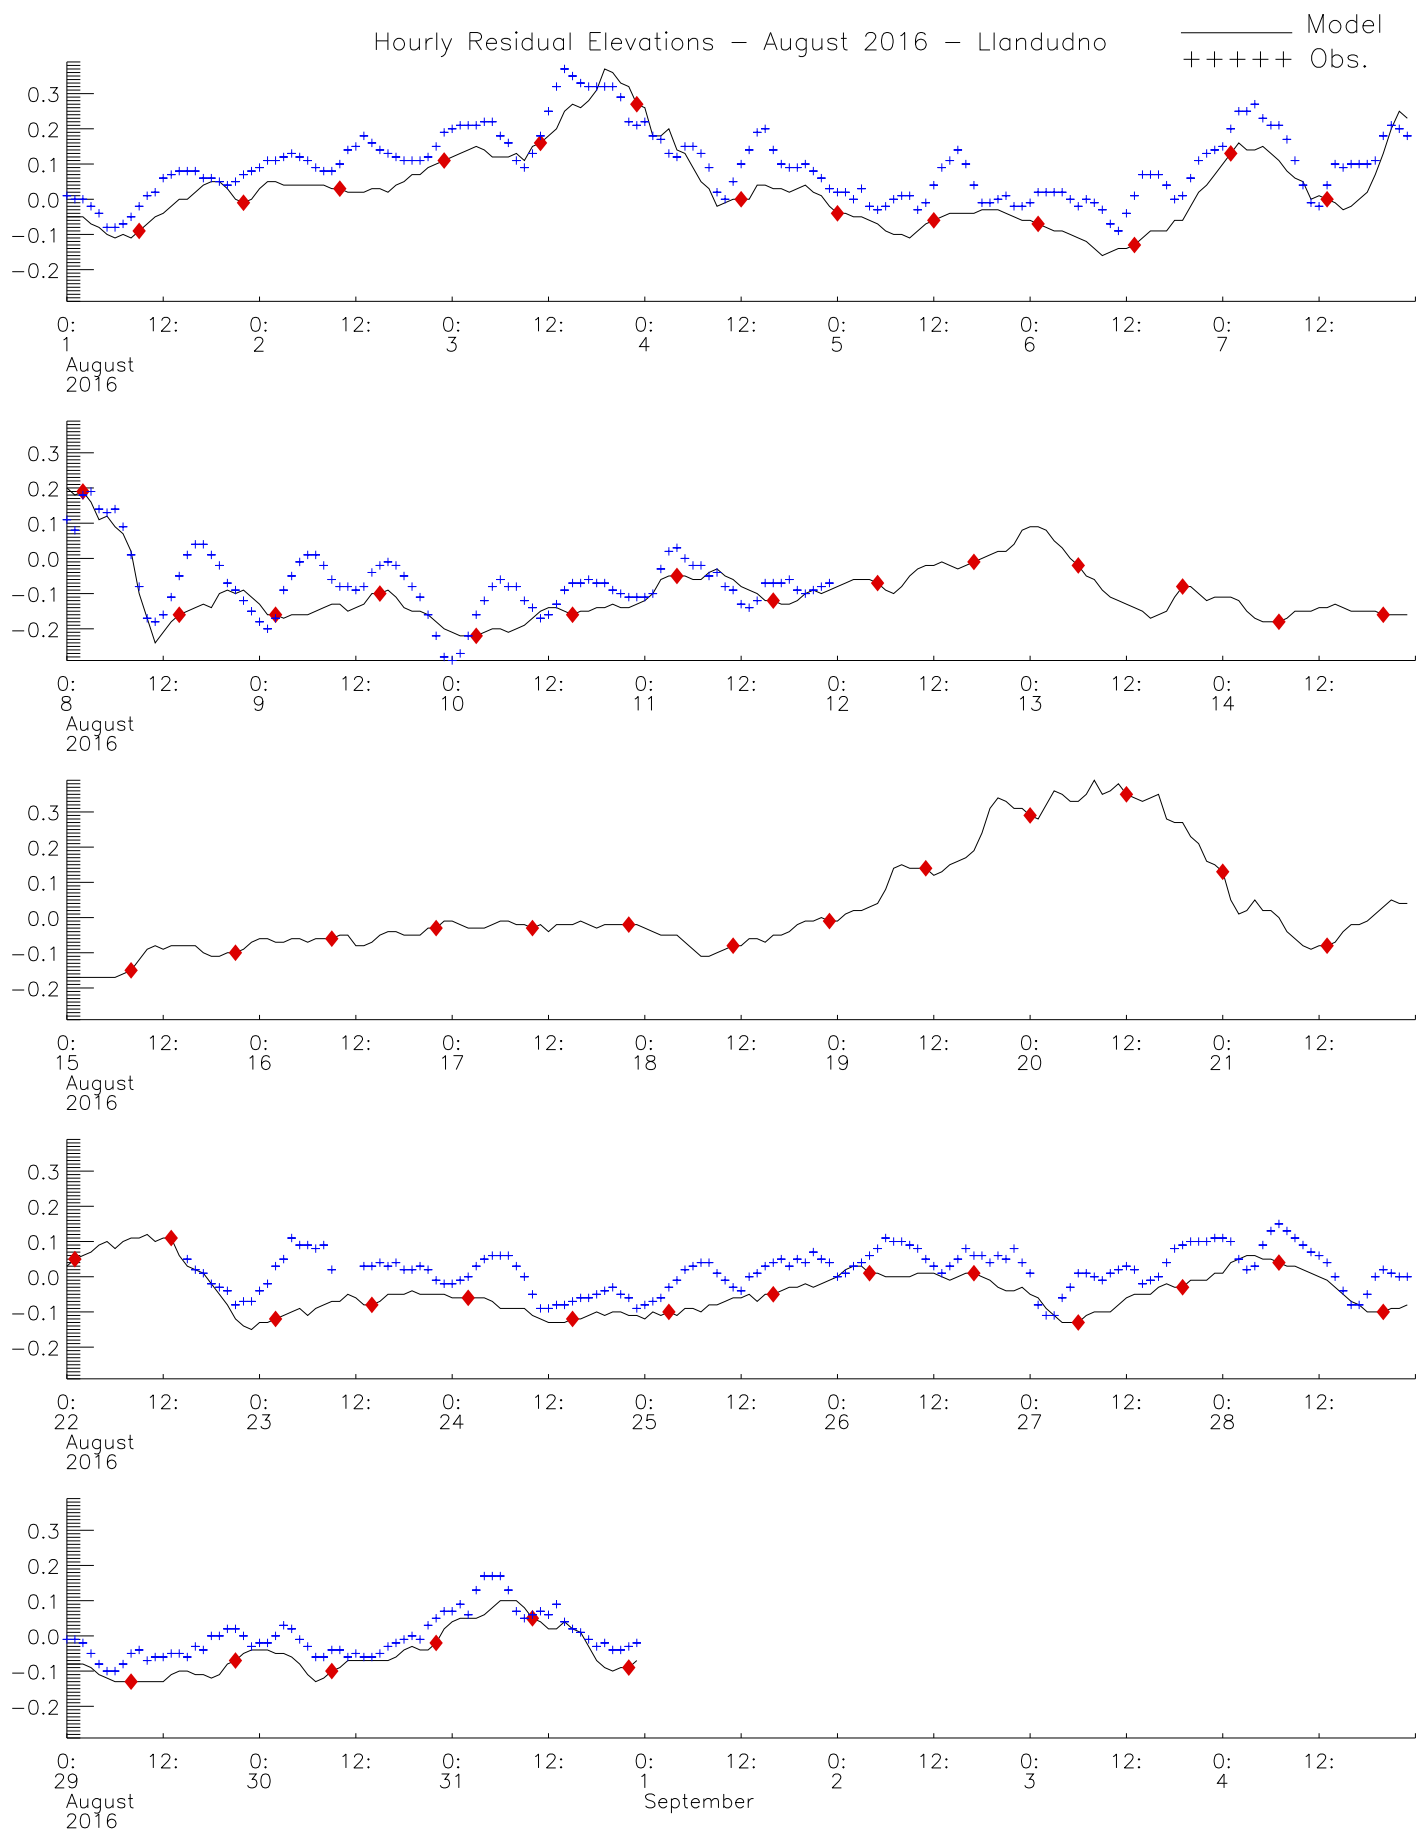 Hourly Residual Elevations – August 2016 – Llandudno
Model
+++++ Obs.
0.3
0.2
0.1
0.0
−0.1
−0.2
0: 12: 0: 12: 0: 12: 0: 12: 0: 12: 0: 12: 0: 12:
1 2 3 4 5 6 7
August
2016
0.3
0.2
0.1
0.0
−0.1
−0.2
0: 12: 0: 12: 0: 12: 0: 12: 0: 12: 0: 12: 0: 12:
8 9 10 11 12 13 14
August
2016
0.3
0.2
0.1
0.0
−0.1
−0.2
0: 12: 0: 12: 0: 12: 0: 12: 0: 12: 0: 12: 0: 12:
15 16 17 18 19 20 21
August
2016
0.3
0.2
0.1
0.0
−0.1
−0.2
0: 12: 0: 12: 0: 12: 0: 12: 0: 12: 0: 12: 0: 12:
22 23 24 25 26 27 28
August
2016
0.3
0.2
0.1
0.0
−0.1
−0.2
0: 12: 0: 12: 0: 12: 0: 12: 0: 12: 0: 12: 0: 12:
29 30 31 1 2 3 4
August September
2016